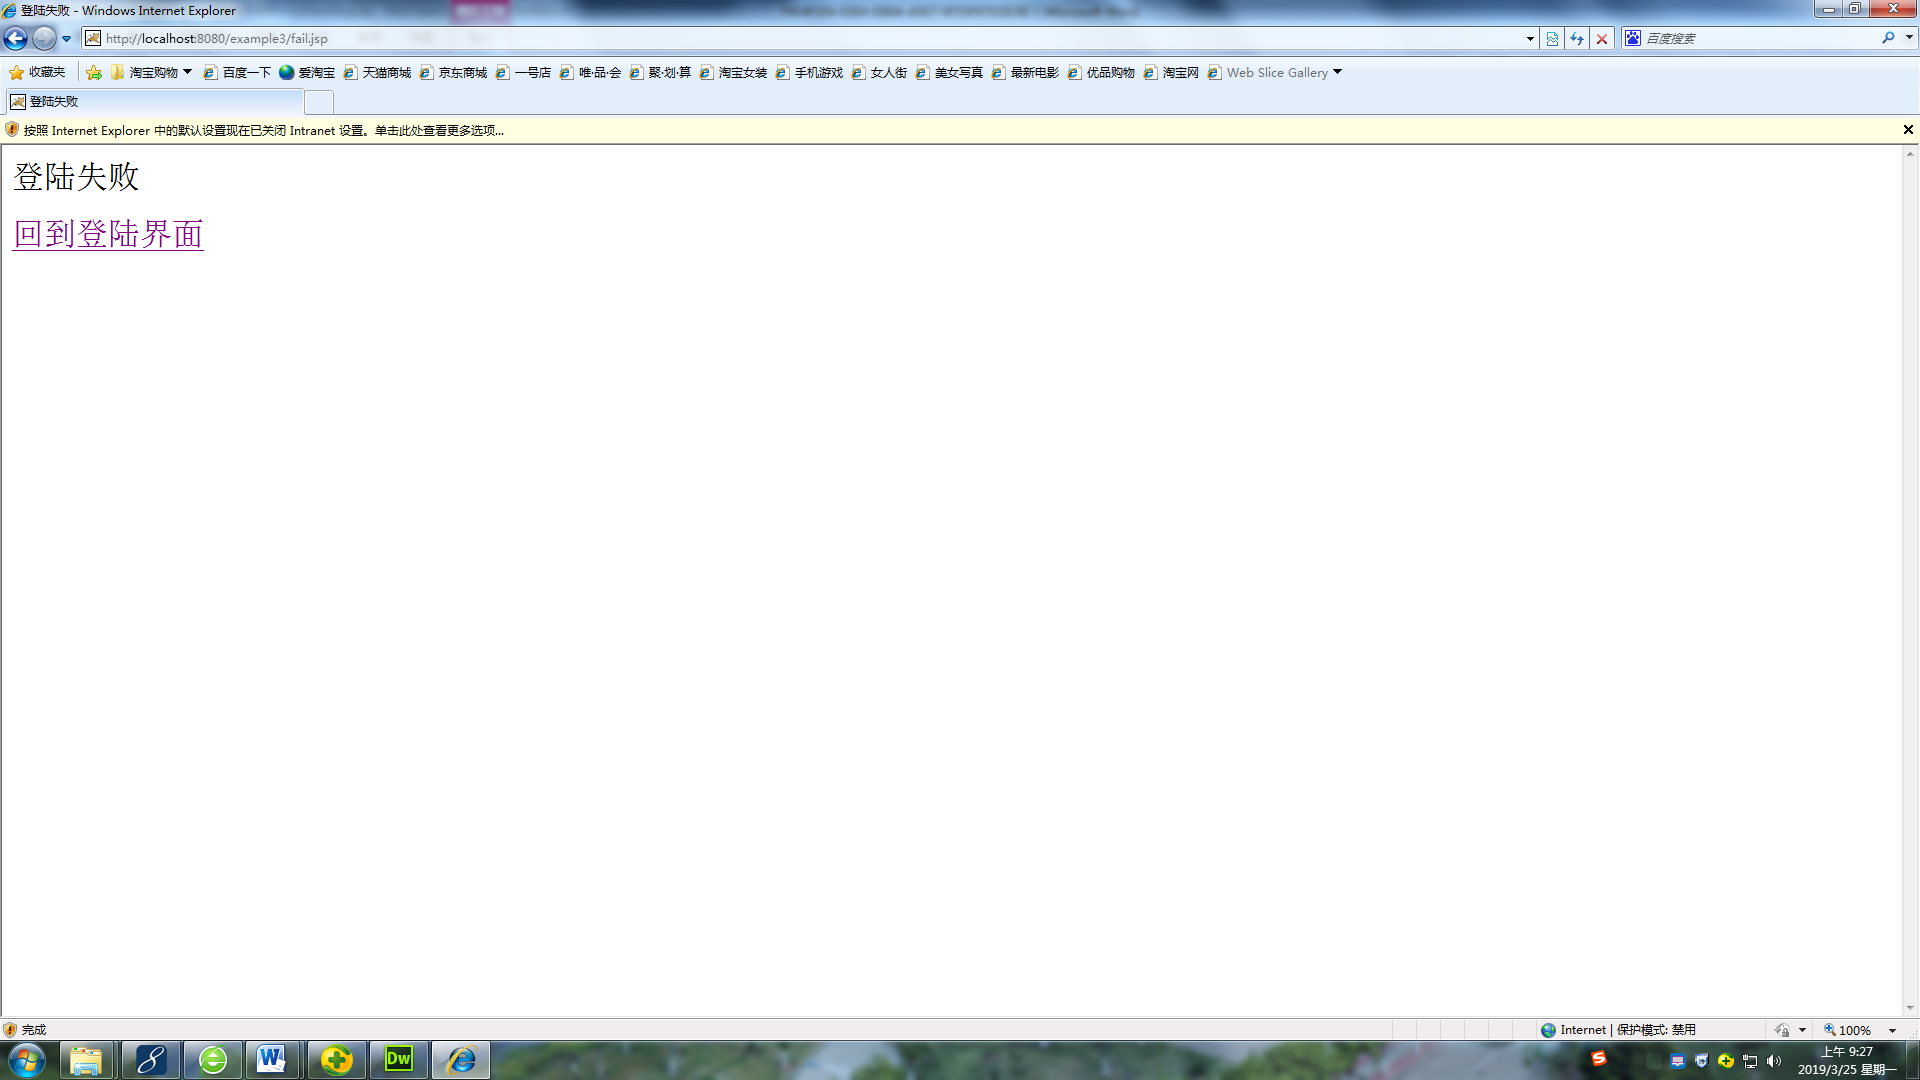 登陆失败 - Windows Internet Explorer
http://localhost:8080/example3/fail.jsp
百度搜索
收藏夹 淘宝购物 百度一下 爱淘宝 天猫商城 京东商城 一号店 唯·品·会 聚·划·算 淘宝女装 手机游戏 女人街 美女写真 最新电影 优品购物 淘宝网 Web Slice Gallery
登陆失败
按照 Internet Explorer 中的默认设置现在已关闭 Intranet 设置。单击此处查看更多选项...
登陆失败
回到登陆界面
完成 Internet | 保护模式: 禁用 100%
Dw
上午 9:27
2019/3/25 星期一